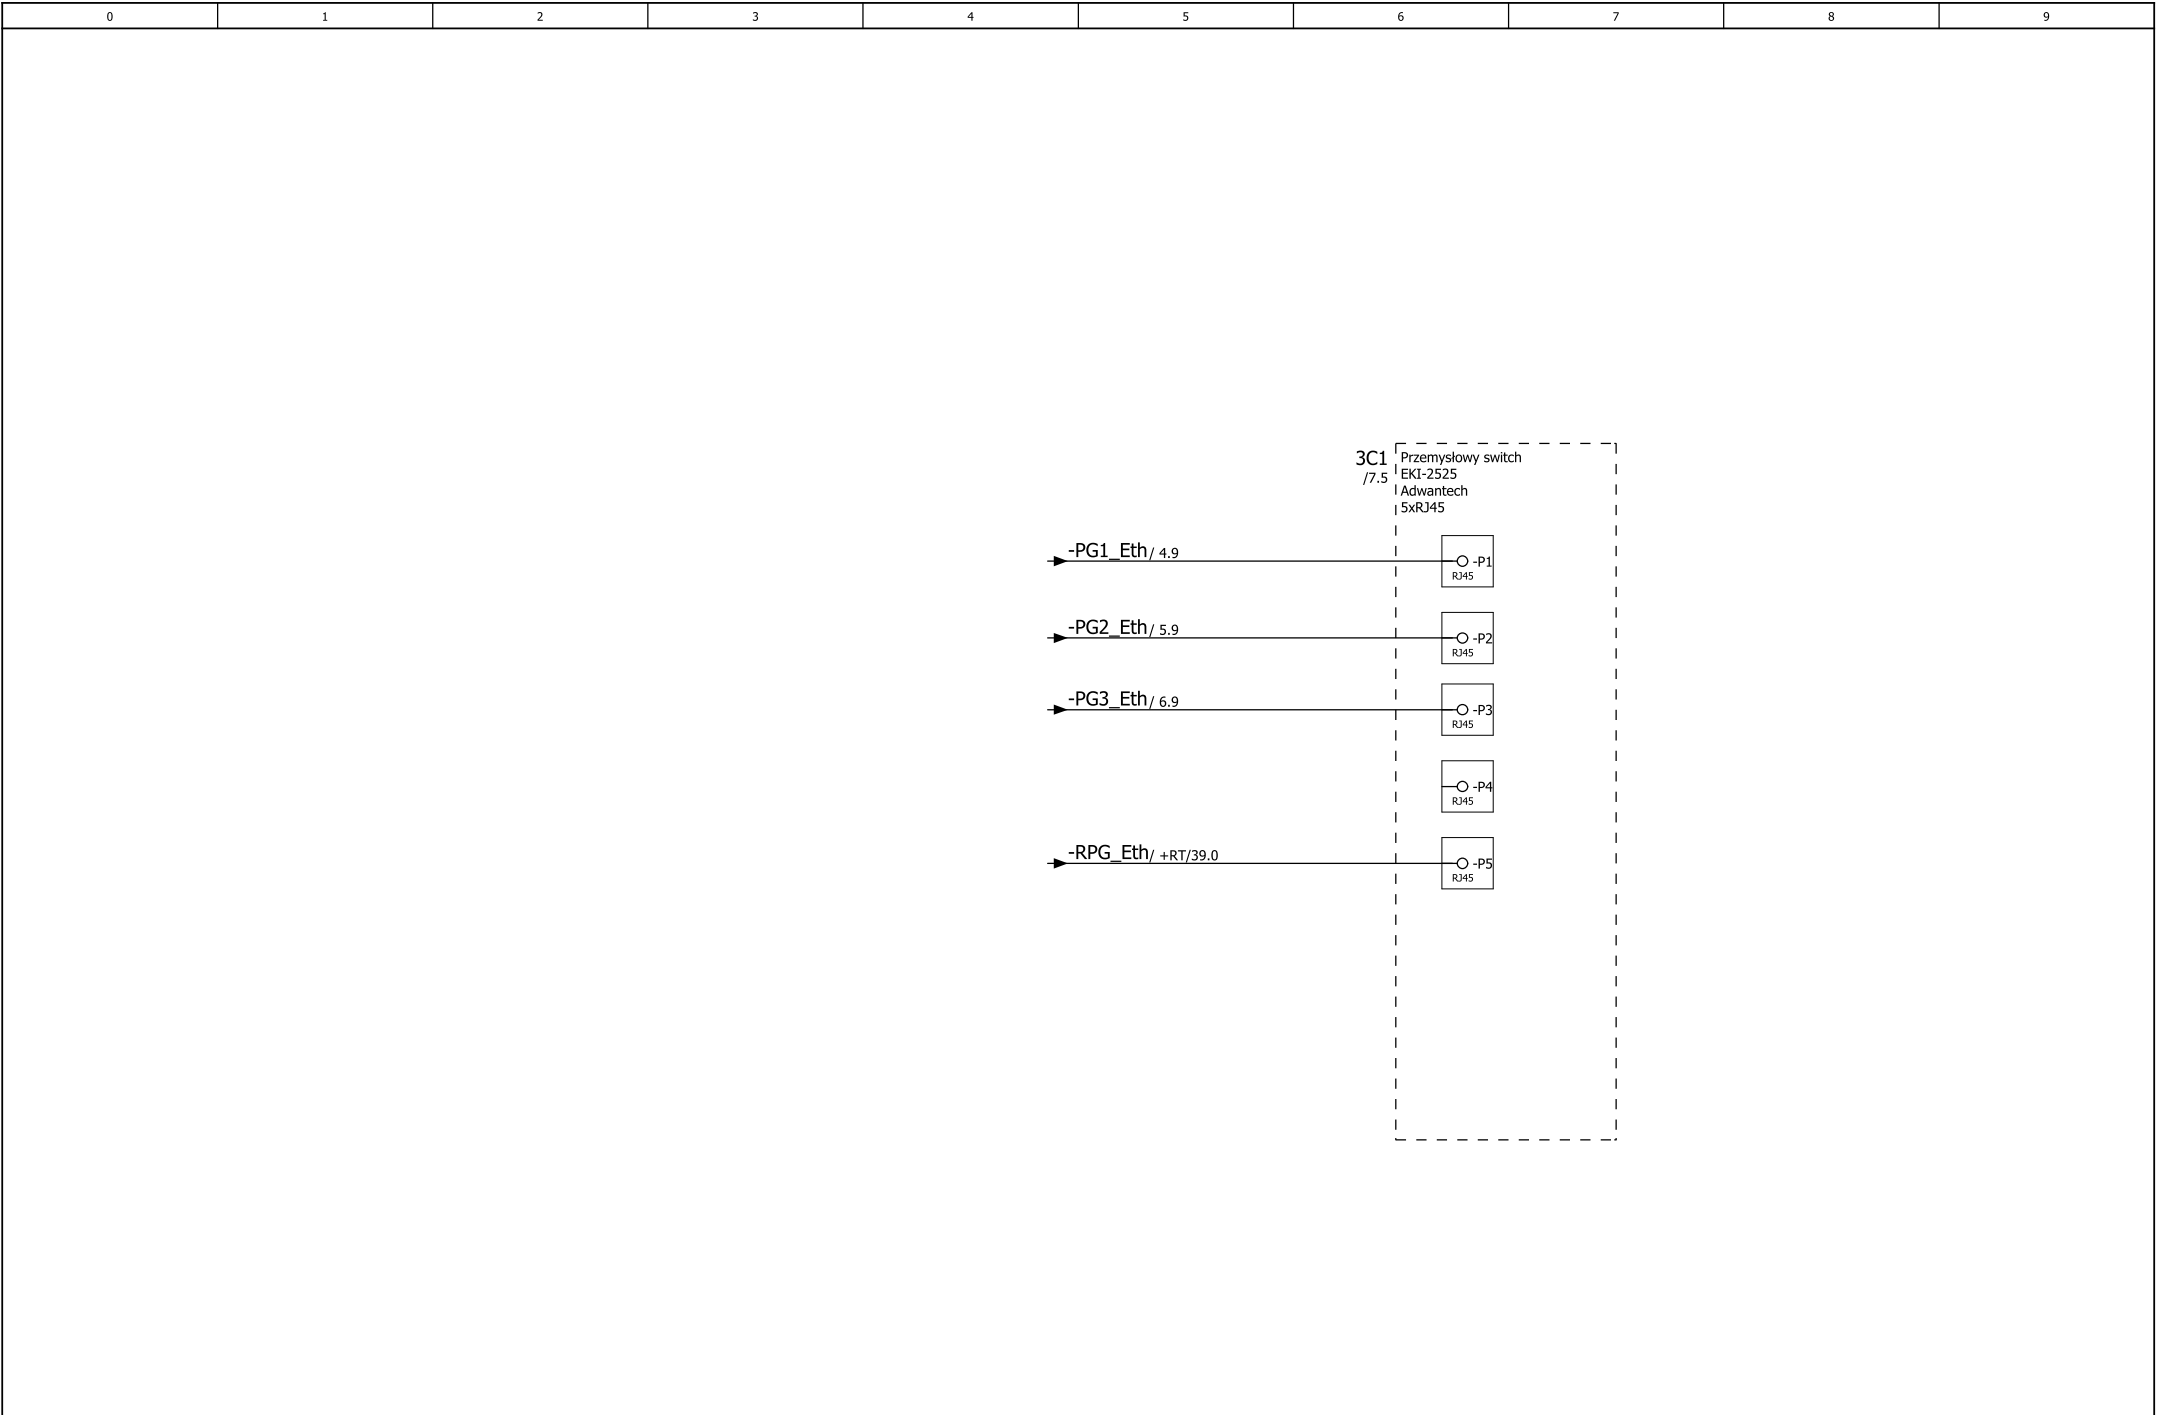 0 1 2 3 4 5 6 7 8 9
3C1
/7.5
Przemysłowy switch
EKI-2525
Adwantech
5xRJ45
-PG1_Eth/ 4.9
-P1
RJ45
-PG2_Eth/ 5.9
-P2
RJ45
-PG3_Eth/ 6.9
-P3
RJ45
-P4
RJ45
-RPG_Eth/ +RT/39.0
-P5
RJ45